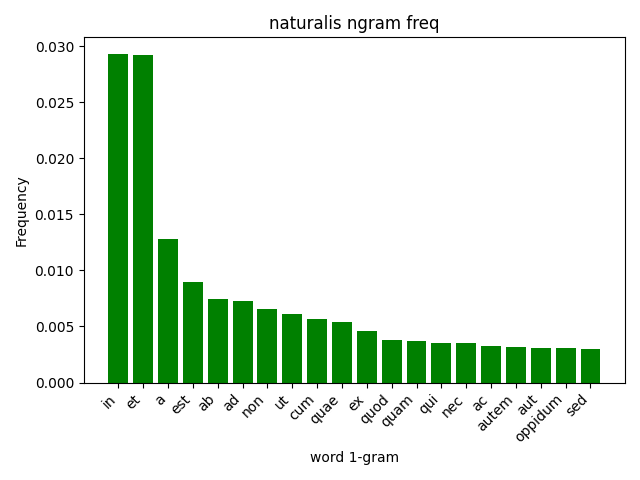 naturalis ngram freq
Frequency
0.030
0.025
0.020
0.015
0.010
0.005
0.000
in
et
a
est
ab
ad
non
ut
cum
quae
ex
quod
quam
qui
nec
ac
autem
aut
oppidum
sed
word 1-gram